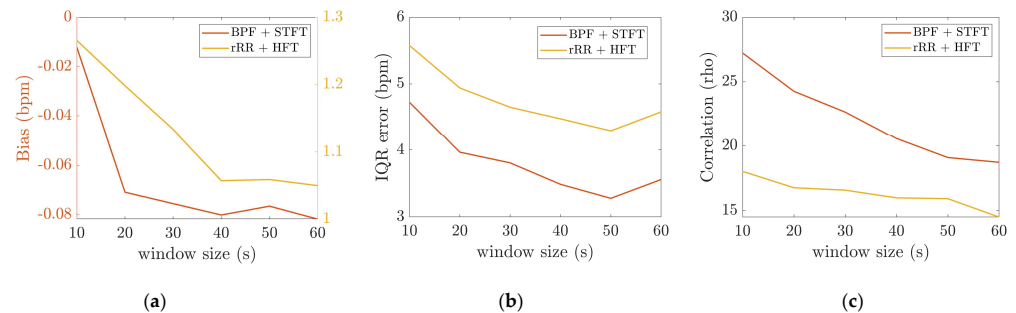 0
-0.02
-0.04
-0.06
-0.08
Bias (bpm)
1.3
1.2
1.1
1
BPF + STFT
rRR + HFT
10 20 30 40 50 60
window size (s)
(a)
6
5
4
3
IQR error (bpm)
BPF + STFT
rRR + HFT
10 20 30 40 50 60
window size (s)
(b)
30
25
20
15
Correlation (rho)
BPF + STFT
rRR + HFT
10 20 30 40 50 60
window size (s)
(c)